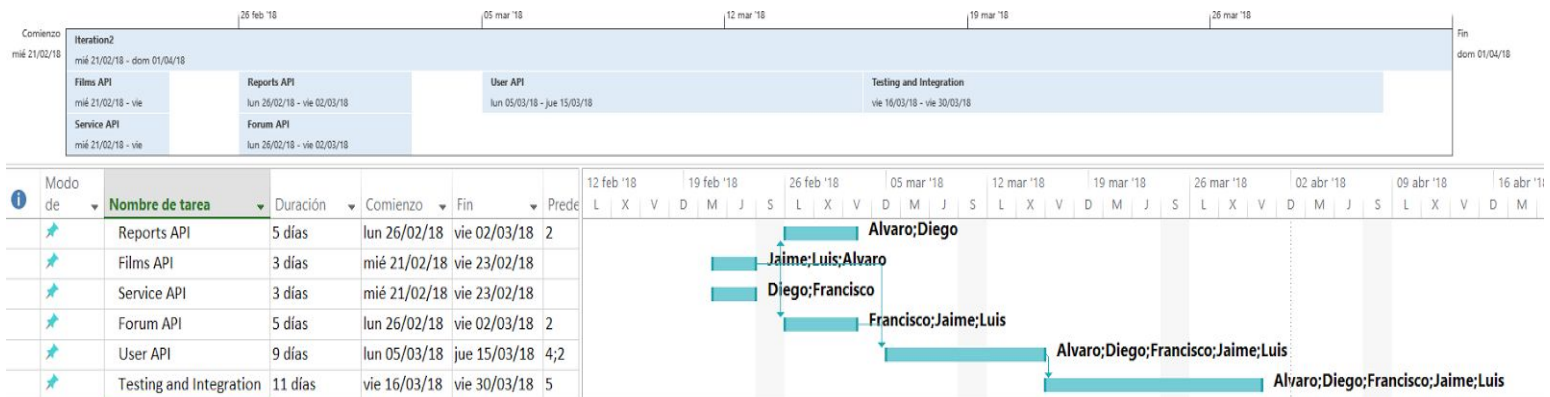 26 feb '18 05 mar '18 12 mar '18 19 mar '18 26 mar '18
Comienzo
mié 21/02/18
Iteration2
mié 21/02/18 - dom 01/04/18
Fin
dom 01/04/18
Films API Reports API User API Testing and Integration
mié 21/02/18 - vie lun 26/02/18 - vie 02/03/18 lun 05/03/18 - jue 15/03/18 vie 16/03/18 - vie 30/03/18
Service API Forum API
mié 21/02/18 - vie lun 26/02/18 - vie 02/03/18
Modo
de Nombre de tarea Duración Comienzo Fin Prede
12 feb '18 19 feb '18 26 feb '18 05 mar '18 12 mar '18 19 mar '18 26 mar '18 02 abr '18 09 abr '18 16 abr '18
L X V D M J S L X V D M J S L X V D M J S L X V D M J S L X V D M
Reports API 5 días lun 26/02/18 vie 02/03/18 2 Alvaro;Diego
Films API 3 días mié 21/02/18 vie 23/02/18 Jaime;Luis;Alvaro
Service API 3 días mié 21/02/18 vie 23/02/18 Diego;Francisco
Forum API 5 días lun 26/02/18 vie 02/03/18 2 Francisco;Jaime;Luis
User API 9 días lun 05/03/18 jue 15/03/18 4;2 Alvaro;Diego;Francisco;Jaime;Luis
Testing and Integration 11 días vie 16/03/18 vie 30/03/18 5 Alvaro;Diego;Francisco;Jaime;Luis